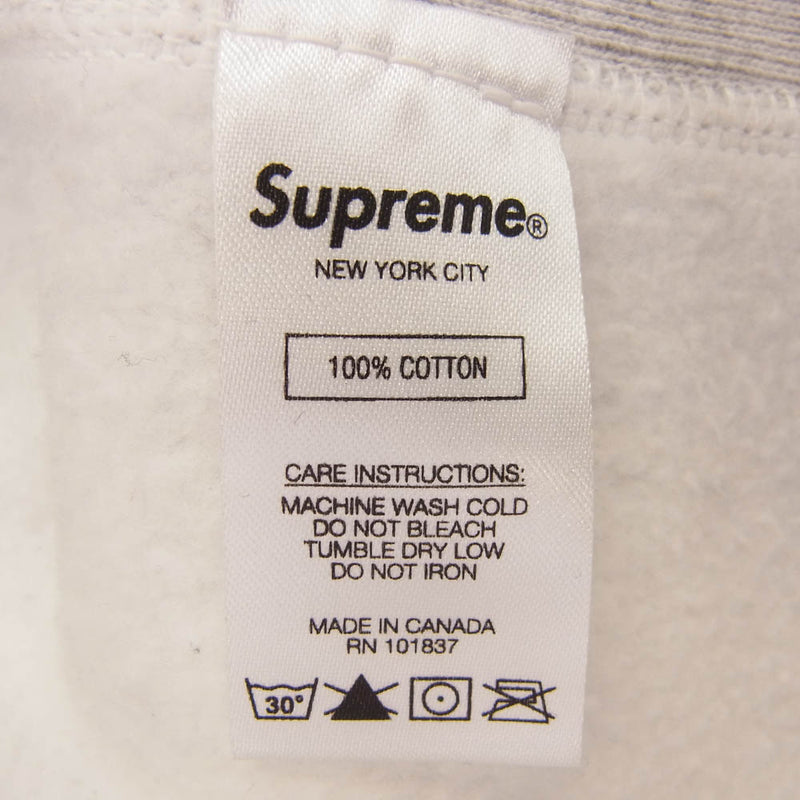 Supreme®
NEW YORK CITY
100% COTTON
CARE INSTRUCTIONS:
MACHINE WASH COLD
DO NOT BLEACH
TUMBLE DRY LOW
DO NOT IRON
MADE IN CANADA
RN 101837
30°